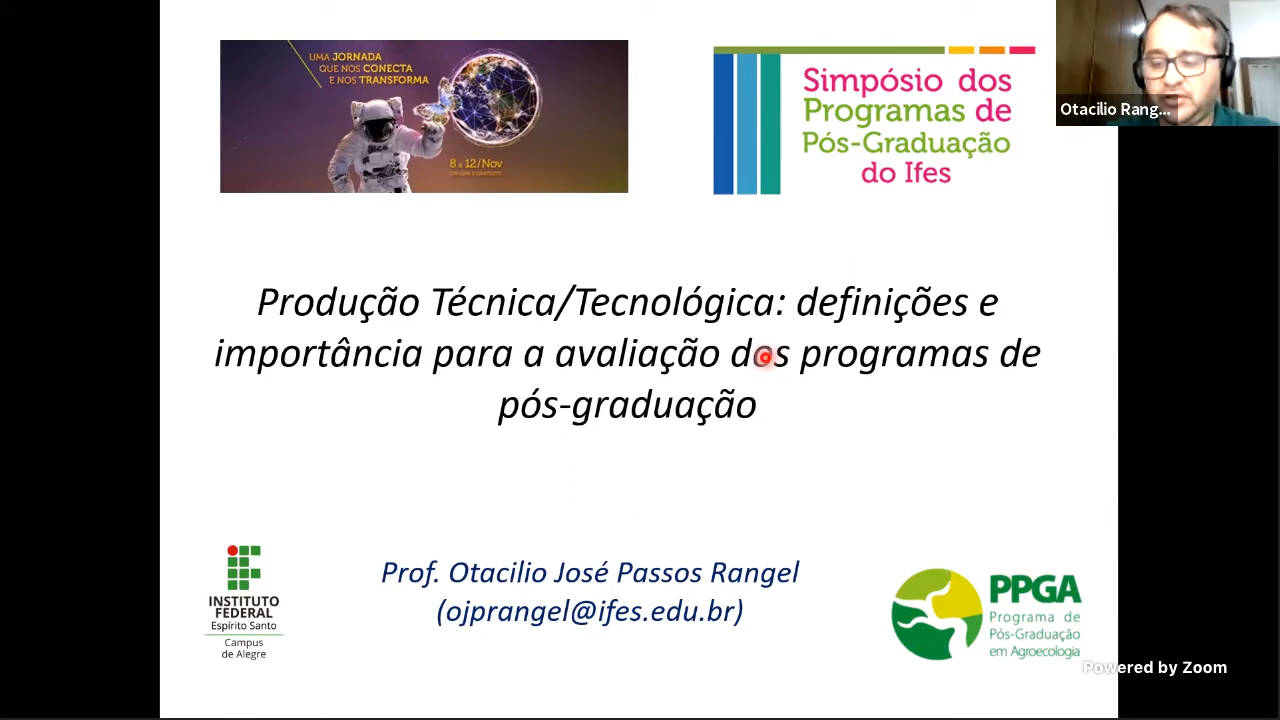 UMA JORNADA
QUE NOS CONECTA
E NOS TRANSFORMA
8 a 12/Nov
ON-LINE E GRATUITO
Simpósio dos
Programas de
Pós-Graduação
do Ifes
Otacilio Rang...
Produção Técnica/Tecnológica: definições e
importância para a avaliação dos programas de
pós-graduação
Prof. Otacilio José Passos Rangel
(ojprangel@ifes.edu.br)
INSTITUTO
FEDERAL
Espírito Santo
Campus
de Alegre
PPGA
Programa de
Pós-Graduação
em Agroecologia
Powered by Zoom